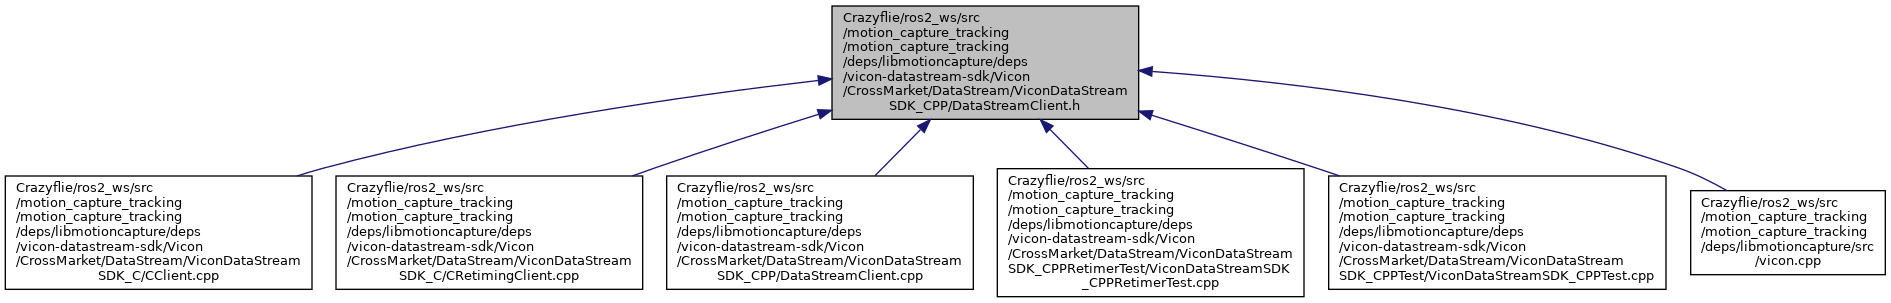 Crazyflie/ros2_ws/src
/motion_capture_tracking
/motion_capture_tracking
/deps/libmotioncapture/deps
/vicon-datastream-sdk/Vicon
/CrossMarket/DataStream/ViconDataStream
SDK_CPP/DataStreamClient.h
Crazyflie/ros2_ws/src
/motion_capture_tracking
/motion_capture_tracking
/deps/libmotioncapture/deps
/vicon-datastream-sdk/Vicon
/CrossMarket/DataStream/ViconDataStream
SDK_C/CClient.cpp
Crazyflie/ros2_ws/src
/motion_capture_tracking
/motion_capture_tracking
/deps/libmotioncapture/deps
/vicon-datastream-sdk/Vicon
/CrossMarket/DataStream/ViconDataStream
SDK_C/CRetimingClient.cpp
Crazyflie/ros2_ws/src
/motion_capture_tracking
/motion_capture_tracking
/deps/libmotioncapture/deps
/vicon-datastream-sdk/Vicon
/CrossMarket/DataStream/ViconDataStream
SDK_CPP/DataStreamClient.cpp
Crazyflie/ros2_ws/src
/motion_capture_tracking
/motion_capture_tracking
/deps/libmotioncapture/deps
/vicon-datastream-sdk/Vicon
/CrossMarket/DataStream/ViconDataStream
SDK_CPPRetimerTest/ViconDataStreamSDK
_CPPRetimerTest.cpp
Crazyflie/ros2_ws/src
/motion_capture_tracking
/motion_capture_tracking
/deps/libmotioncapture/deps
/vicon-datastream-sdk/Vicon
/CrossMarket/DataStream/ViconDataStream
SDK_CPPTest/ViconDataStreamSDK_CPPTest.cpp
Crazyflie/ros2_ws/src
/motion_capture_tracking
/motion_capture_tracking
/deps/libmotioncapture/src
/vicon.cpp